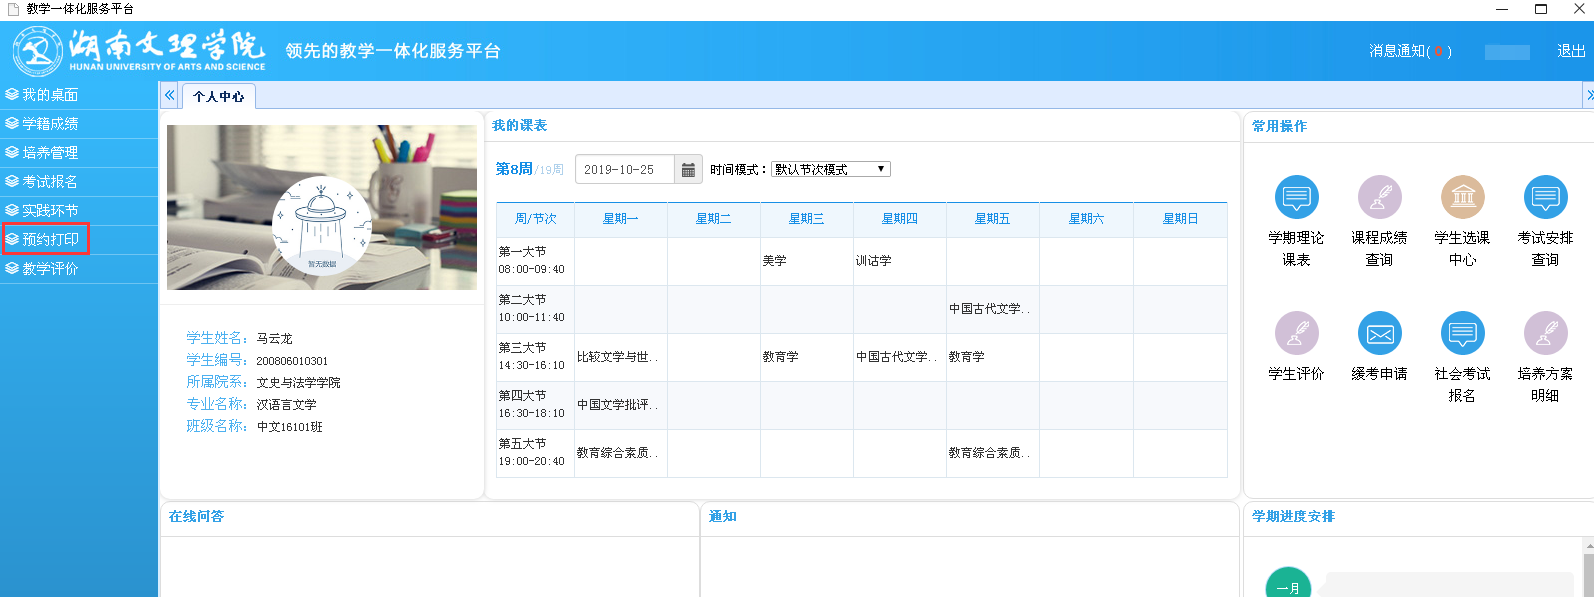 教学一体化服务平台
湖南文理学院
HUNAN UNIVERSITY OF ARTS AND SCIENCE
领先的教学一体化服务平台
消息通知(0)
退出
我的桌面
学籍成绩
培养管理
考试报名
实践环节
预约打印
教学评价
个人中心
暂无数据
学生姓名：马云龙
学生编号：200806010301
所属院系：文史与法学学院
专业名称：汉语言文学
班级名称：中文16101班
我的课表
第8周/19周 2019-10-25 时间模式：默认节次模式
周/节次 星期一 星期二 星期三 星期四 星期五 星期六 星期日
第一大节
08:00-09:40
美学 训诂学
第二大节
10:00-11:40
中国古代文学..
第三大节
14:30-16:10
比较文学与世.. 教育学 中国古代文学.. 教育学
第四大节
16:30-18:10
中国文学批评..
第五大节
19:00-20:40
教育综合素质.. 教育综合素质..
常用操作
学期理论
课表
课程成绩
查询
学生选课
中心
考试安排
查询
学生评价
缓考申请
社会考试
报名
培养方案
明细
在线问答
通知
学期进度安排
一月